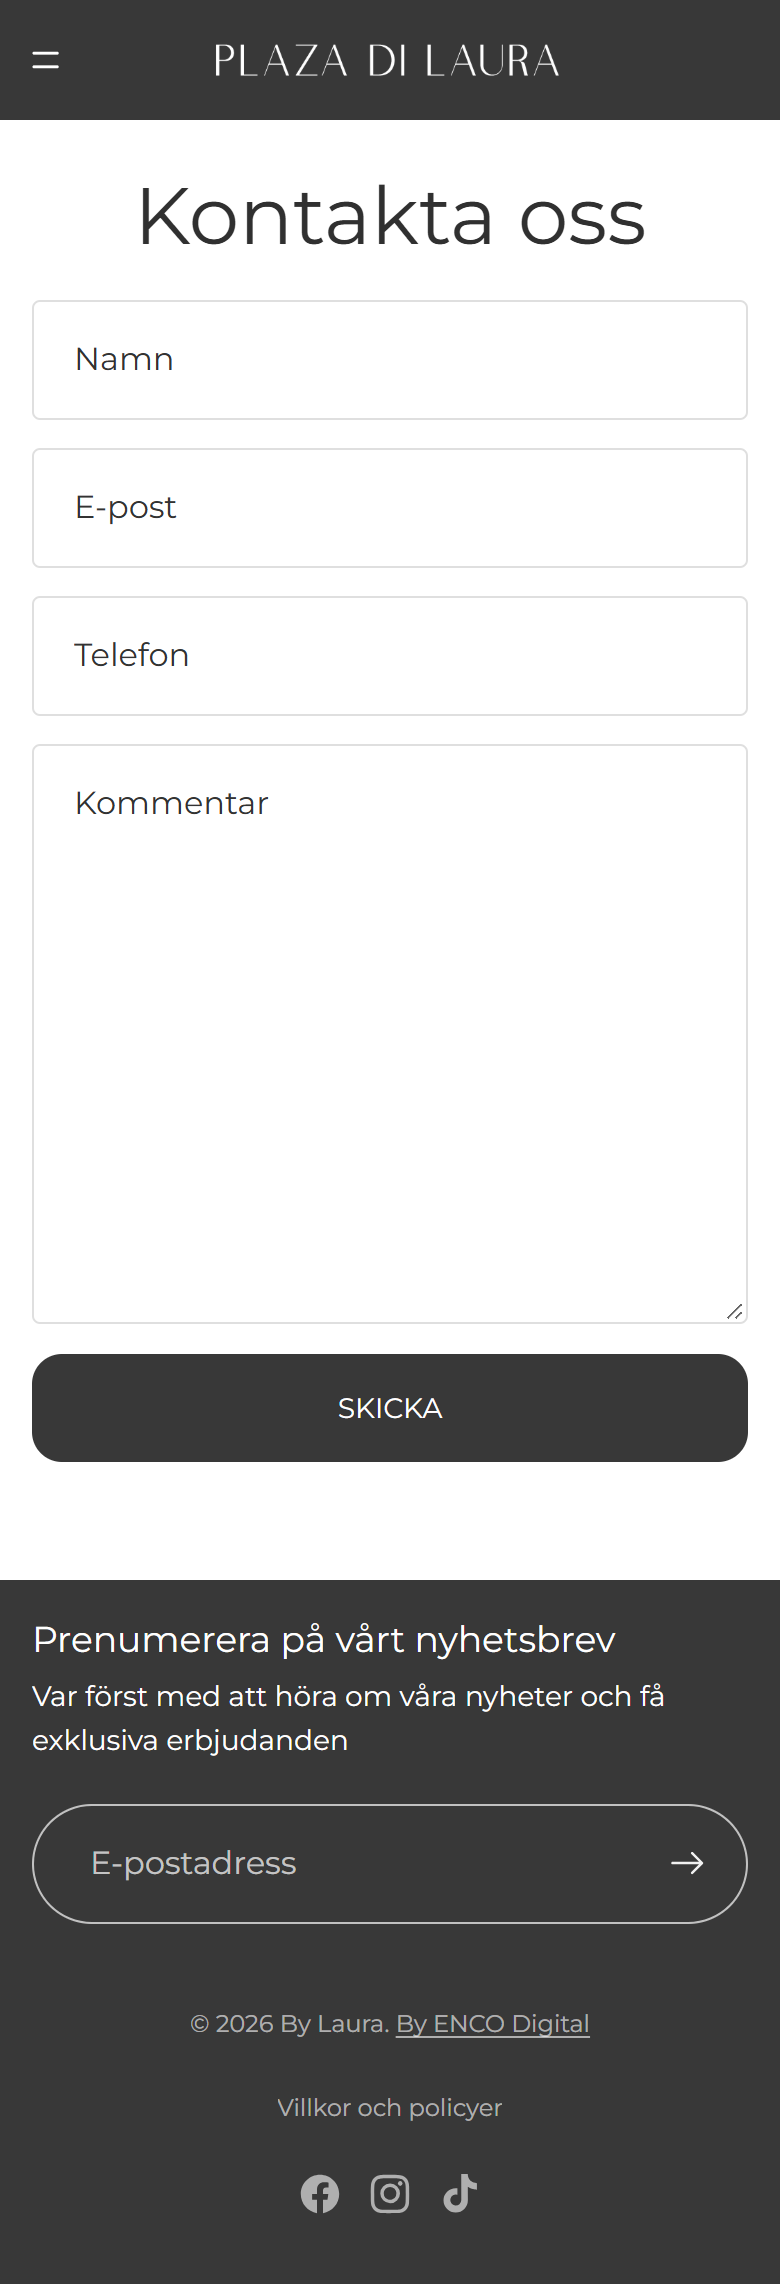 PLAZA DI LAURA
Kontakta oss
Namn
E-post
Telefon
Kommentar
SKICKA
Prenumerera på vårt nyhetsbrev
Var först med att höra om våra nyheter och få
exklusiva erbjudanden
E-postadress
© 2026 By Laura. By ENCO Digital
Villkor och policyer